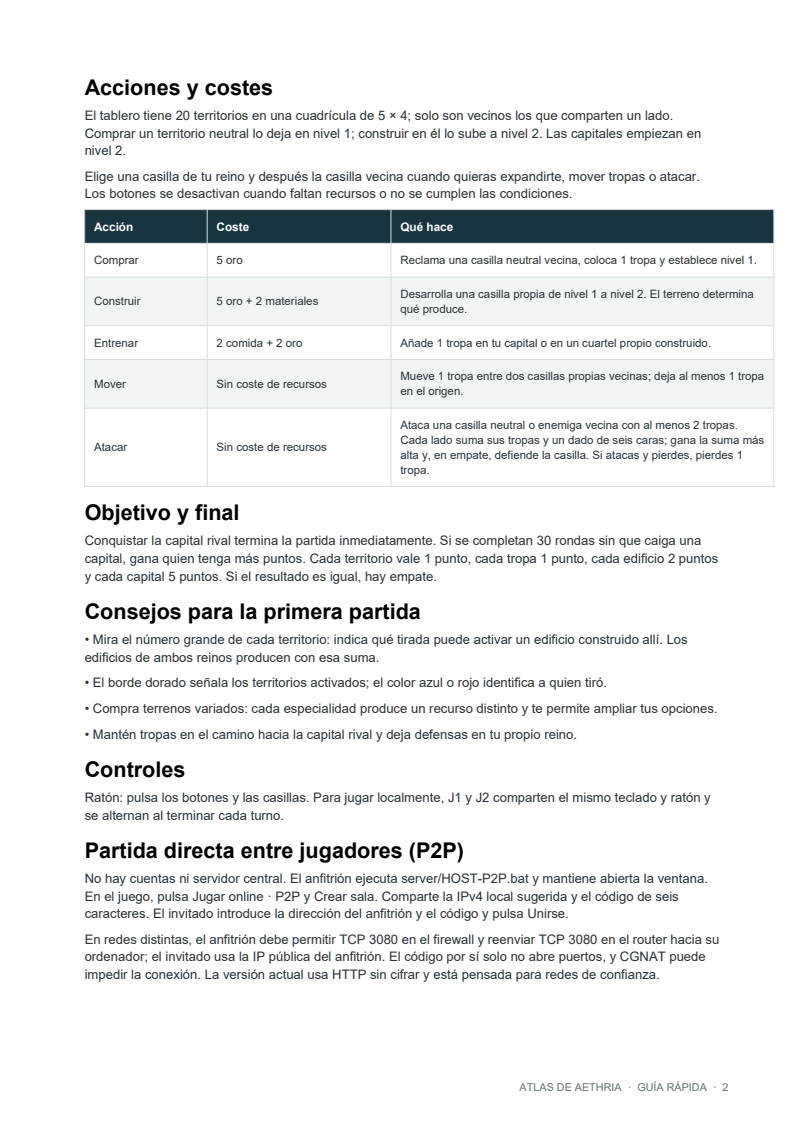 Acciones y costes
El tablero tiene 20 territorios en una cuadrícula de 5 × 4; solo son vecinos los que comparten un lado.
Comprar un territorio neutral lo deja en nivel 1; construir en él lo sube a nivel 2. Las capitales empiezan en
nivel 2.
Elige una casilla de tu reino y después la casilla vecina cuando quieras expandirte, mover tropas o atacar.
Los botones se desactivan cuando faltan recursos o no se cumplen las condiciones.
Acción Coste Qué hace
Comprar 5 oro Reclama una casilla neutral vecina, coloca 1 tropa y establece nivel 1.
Construir 5 oro + 2 materiales Desarrolla una casilla propia de nivel 1 a nivel 2. El terreno determina
qué produce.
Entrenar 2 comida + 2 oro Añade 1 tropa en tu capital o en un cuartel propio construido.
Mover Sin coste de recursos Mueve 1 tropa entre dos casillas propias vecinas; deja al menos 1 tropa
en el origen.
Atacar Sin coste de recursos Ataca una casilla neutral o enemiga vecina con al menos 2 tropas.
Cada lado suma sus tropas y un dado de seis caras; gana la suma más
alta y, en empate, defiende la casilla. Si atacas y pierdes, pierdes 1
tropa.
Objetivo y final
Conquistar la capital rival termina la partida inmediatamente. Si se completan 30 rondas sin que caiga una
capital, gana quien tenga más puntos. Cada territorio vale 1 punto, cada tropa 1 punto, cada edificio 2 puntos
y cada capital 5 puntos. Si el resultado es igual, hay empate.
Consejos para la primera partida
• Mira el número grande de cada territorio: indica qué tirada puede activar un edificio construido allí. Los
edificios de ambos reinos producen con esa suma.
• El borde dorado señala los territorios activados; el color azul o rojo identifica a quien tiró.
• Compra terrenos variados: cada especialidad produce un recurso distinto y te permite ampliar tus opciones.
• Mantén tropas en el camino hacia la capital rival y deja defensas en tu propio reino.
Controles
Ratón: pulsa los botones y las casillas. Para jugar localmente, J1 y J2 comparten el mismo teclado y ratón y
se alternan al terminar cada turno.
Partida directa entre jugadores (P2P)
No hay cuentas ni servidor central. El anfitrión ejecuta server/HOST-P2P.bat y mantiene abierta la ventana.
En el juego, pulsa Jugar online · P2P y Crear sala. Comparte la IPv4 local sugerida y el código de seis
caracteres. El invitado introduce la dirección del anfitrión y el código y pulsa Unirse.
En redes distintas, el anfitrión debe permitir TCP 3080 en el firewall y reenviar TCP 3080 en el router hacia su
ordenador; el invitado usa la IP pública del anfitrión. El código por sí solo no abre puertos, y CGNAT puede
impedir la conexión. La versión actual usa HTTP sin cifrar y está pensada para redes de confianza.
ATLAS DE AETHRIA · GUÍA RÁPIDA · 2